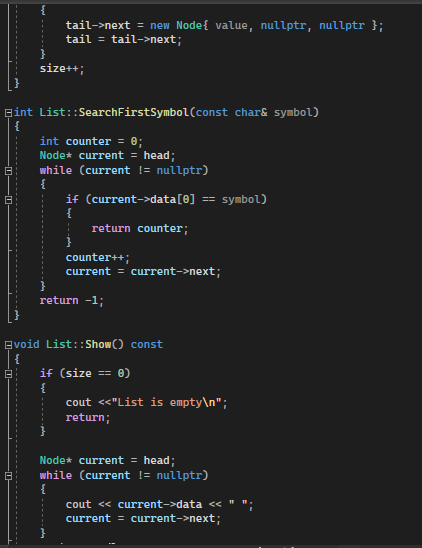 {
tail->next = new Node{ value, nullptr, nullptr };
tail = tail->next;
}
size++;
}
int List::SearchFirstSymbol(const char& symbol)
{
int counter = 0;
Node* current = head;
while (current != nullptr)
{
if (current->data[0] == symbol)
{
return counter;
}
counter++;
current = current->next;
}
return -1;
}
void List::Show() const
{
if (size == 0)
{
cout <<"List is empty\n";
return;
}
Node* current = head;
while (current != nullptr)
{
cout << current->data << " ";
current = current->next;
}